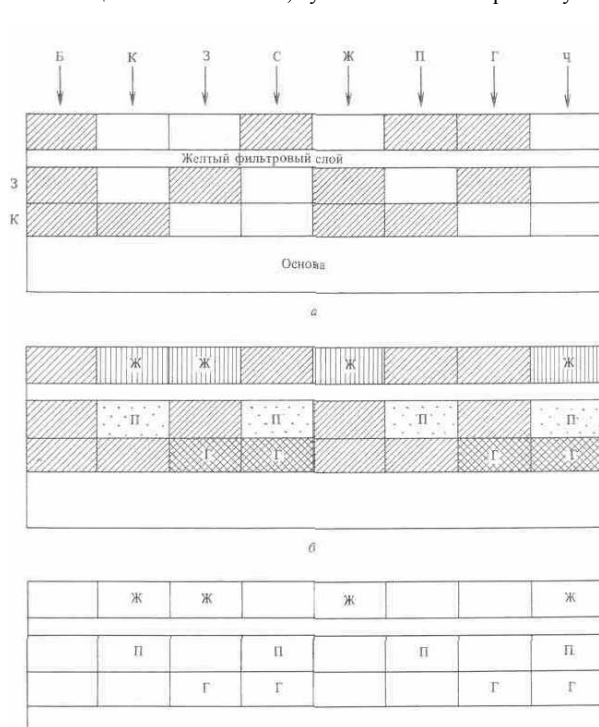 Б К З С Ж П Г Ч
Желтый фильтровый слой
З
К
Основа
а
Ж Ж Ж Ж
П П П П
Г Г Г Г
б
Ж Ж Ж Ж
П П П П
Г Г Г Г